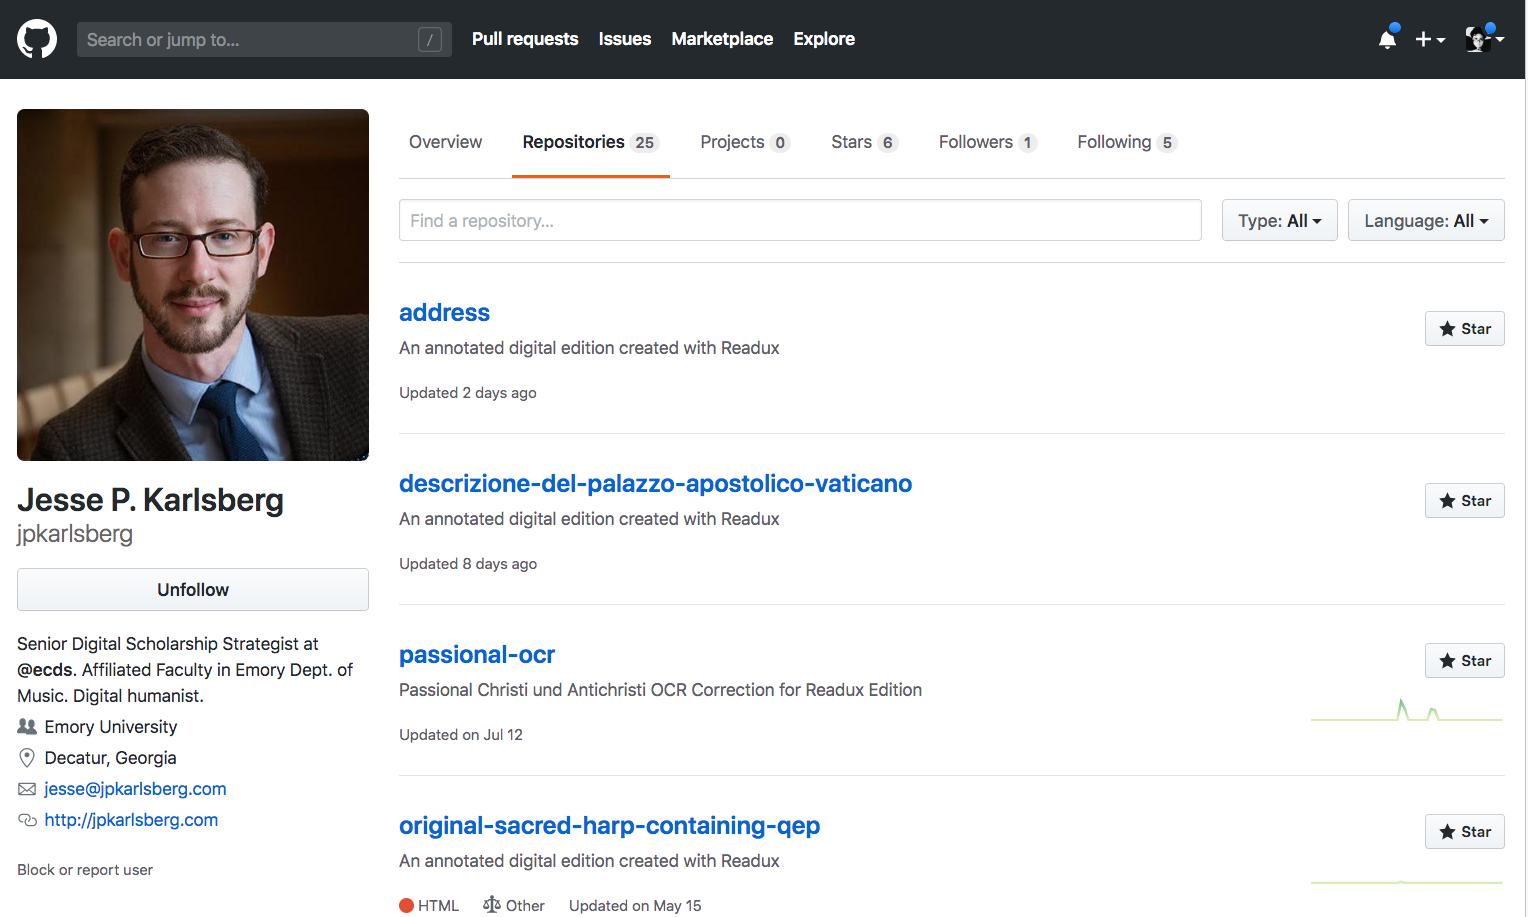 Search or jump to...
/
Pull requests
Issues
Marketplace
Explore
Overview
Repositories 25
Projects 0
Stars 6
Followers 1
Following 5
Find a repository...
Type: All
Language: All
address
Star
An annotated digital edition created with Readux
Updated 2 days ago
descrizione-del-palazzo-apostolico-vaticano
Star
An annotated digital edition created with Readux
Updated 8 days ago
passional-ocr
Star
Passional Christi und Antichristi OCR Correction for Readux Edition
Updated on Jul 12
original-sacred-harp-containing-qep
Star
An annotated digital edition created with Readux
HTML
Other
Updated on May 15
Jesse P. Karlsberg
jpkarlsberg
Unfollow
Senior Digital Scholarship Strategist at
@ecds. Affiliated Faculty in Emory Dept. of
Music. Digital humanist.
Emory University
Decatur, Georgia
jesse@jpkarlsberg.com
http://jpkarlsberg.com
Block or report user